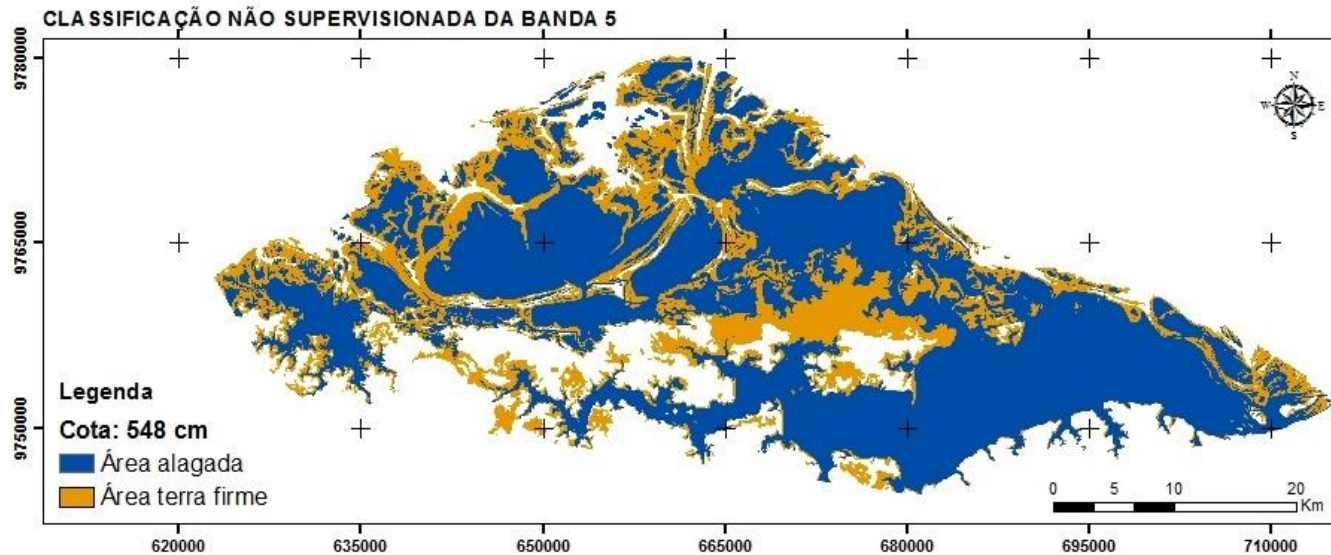 CLASSIFICAÇÃO NÃO SUPERVISIONADA DA BANDA 5
9780000
9765000
9750000
N
W E
S
Legenda
Cota: 548 cm
Área alagada
Área terra firme
0 5 10 20
Km
620000 635000 650000 665000 680000 695000 710000